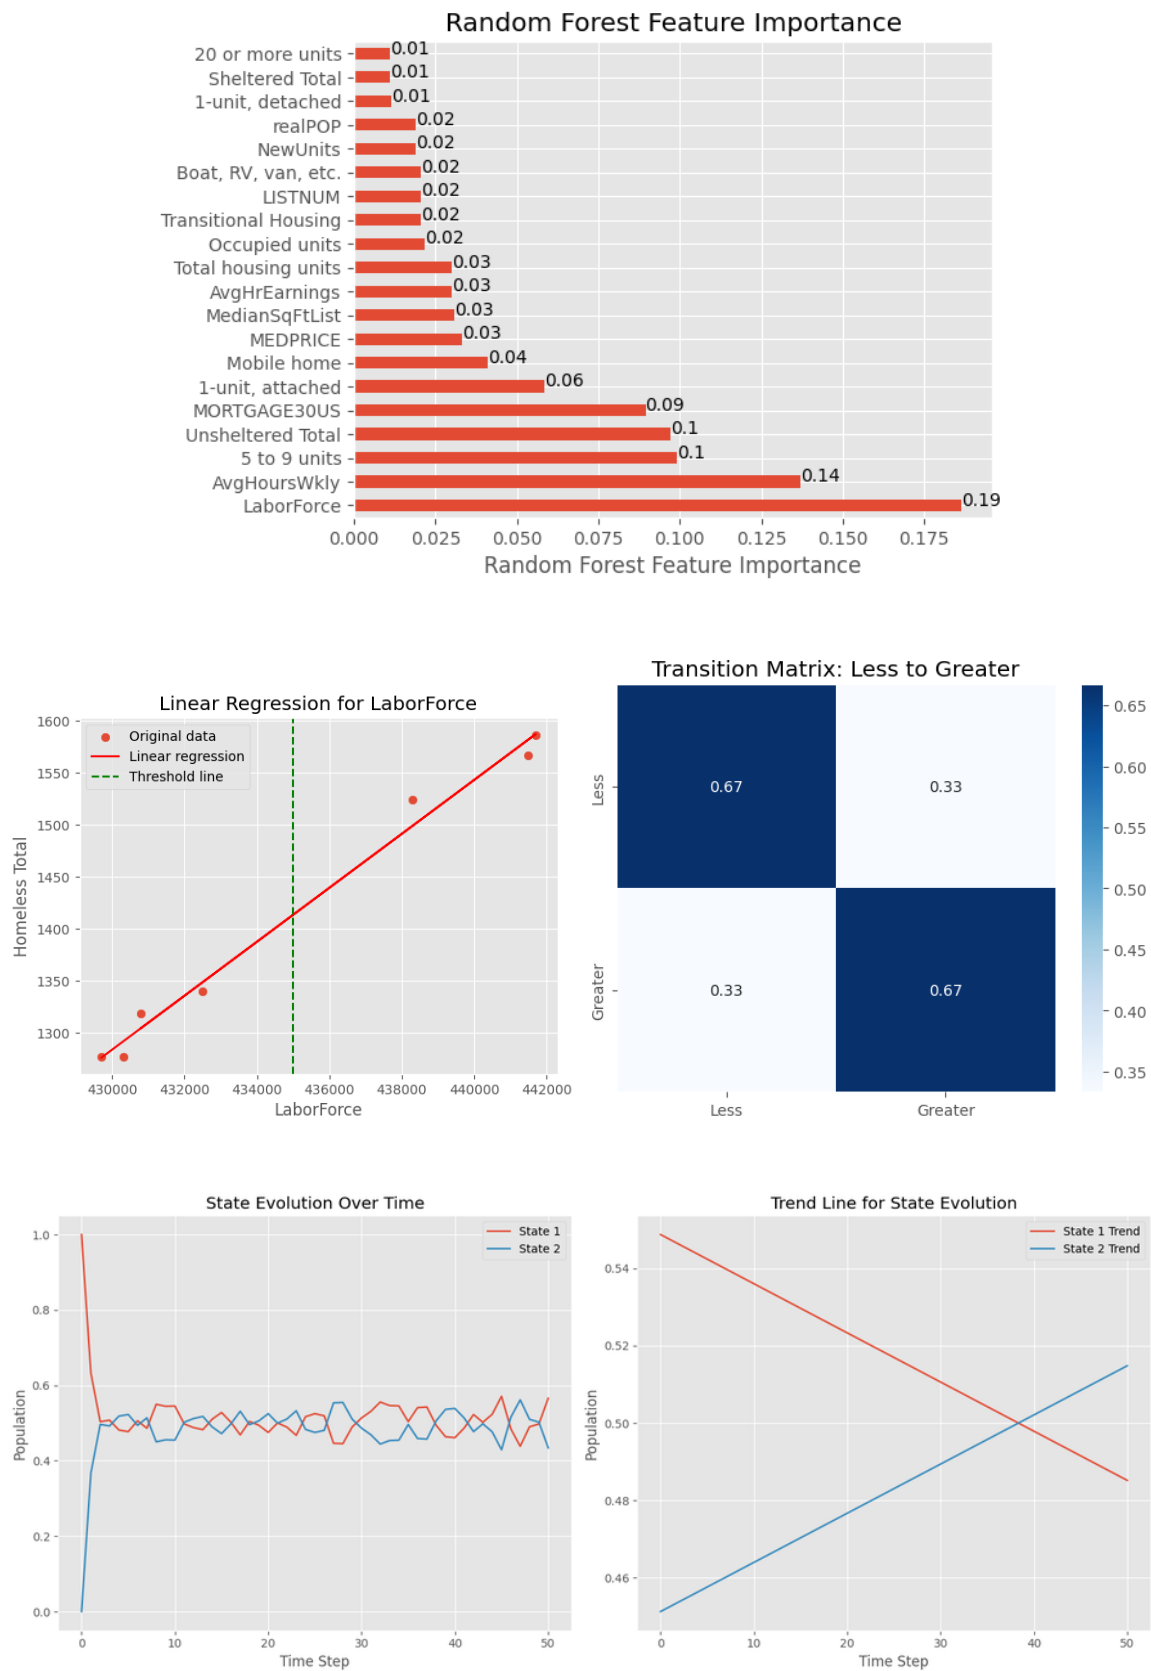 Random Forest Feature Importance
20 or more units 0.01
Sheltered Total 0.01
1-unit, detached 0.01
realPOP 0.02
NewUnits 0.02
Boat, RV, van, etc. 0.02
LISTNUM 0.02
Transitional Housing 0.02
Occupied units 0.02
Total housing units 0.03
AvgHrEarnings 0.03
MedianSqFtList 0.03
MEDPRICE 0.03
Mobile home 0.04
1-unit, attached 0.06
MORTGAGE30US 0.09
Unsheltered Total 0.1
5 to 9 units 0.1
AvgHoursWkly 0.14
LaborForce 0.19
0.000 0.025 0.050 0.075 0.100 0.125 0.150 0.175
Random Forest Feature Importance
Linear Regression for LaborForce
Original data
Linear regression
Threshold line
Homeless Total
1600
1550
1500
1450
1400
1350
1300
430000 432000 434000 436000 438000 440000 442000
LaborForce
Transition Matrix: Less to Greater
Less
0.67 0.33
Greater
0.33 0.67
Less Greater
0.65
0.60
0.55
0.50
0.45
0.40
0.35
State Evolution Over Time
State 1
State 2
Population
1.0
0.8
0.6
0.4
0.2
0.0
0 10 20 30 40 50
Time Step
Trend Line for State Evolution
State 1 Trend
State 2 Trend
Population
0.54
0.52
0.50
0.48
0.46
0 10 20 30 40 50
Time Step